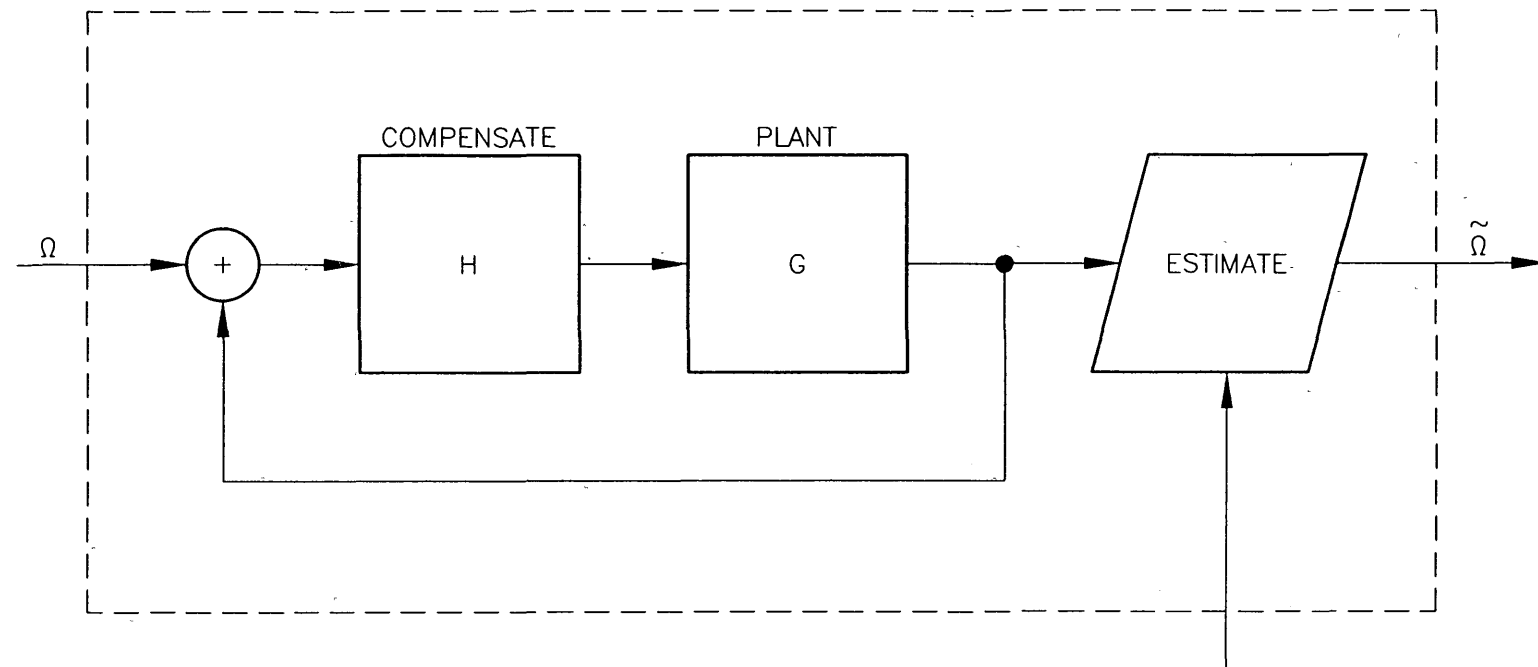 COMPENSATE
PLANT
Ω
+
H
G
ESTIMATE
Ω̃